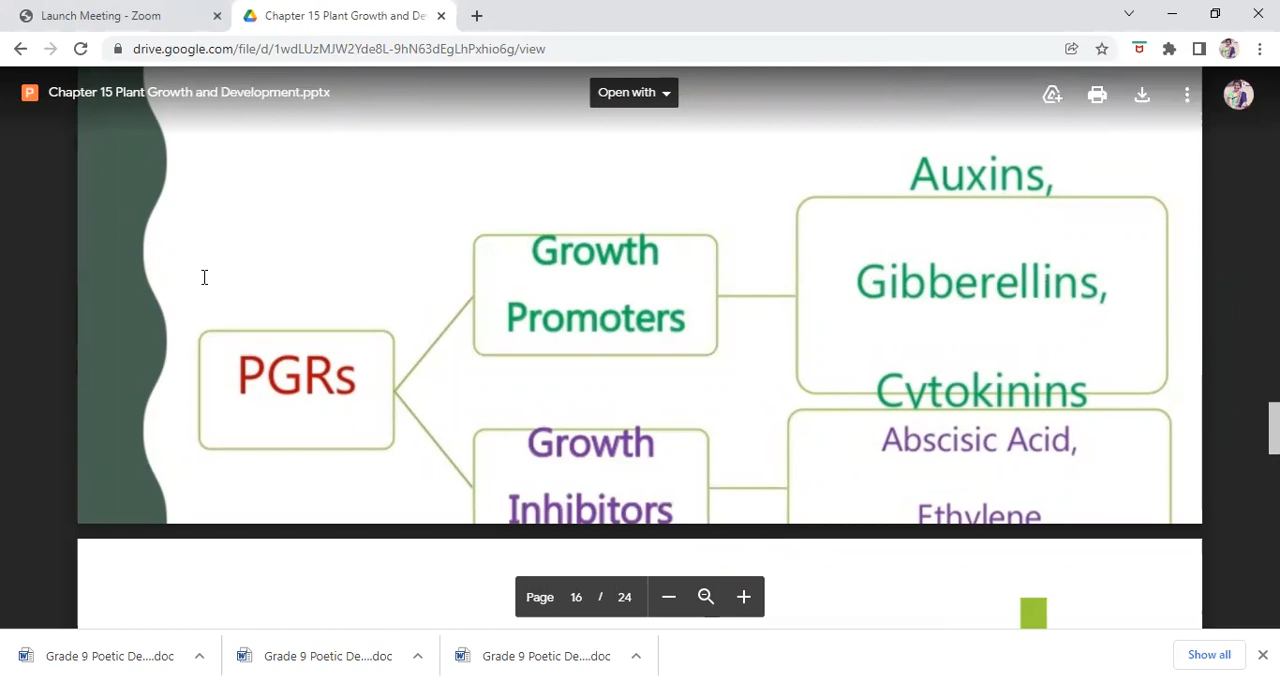 Launch Meeting - Zoom
Chapter 15 Plant Growth and De
drive.google.com/file/d/1wdLUzMJW2Yde8L-9hN63dEgLhPxhio6g/view
P Chapter 15 Plant Growth and Development.pptx
Open with
Auxins,
Growth
Promoters
Gibberellins,
PGRs
Cytokinins
Growth
Inhibitors
Abscisic Acid,
Ethylene
Page 16 / 24
Grade 9 Poetic De....doc
Grade 9 Poetic De....doc
Grade 9 Poetic De....doc
Show all